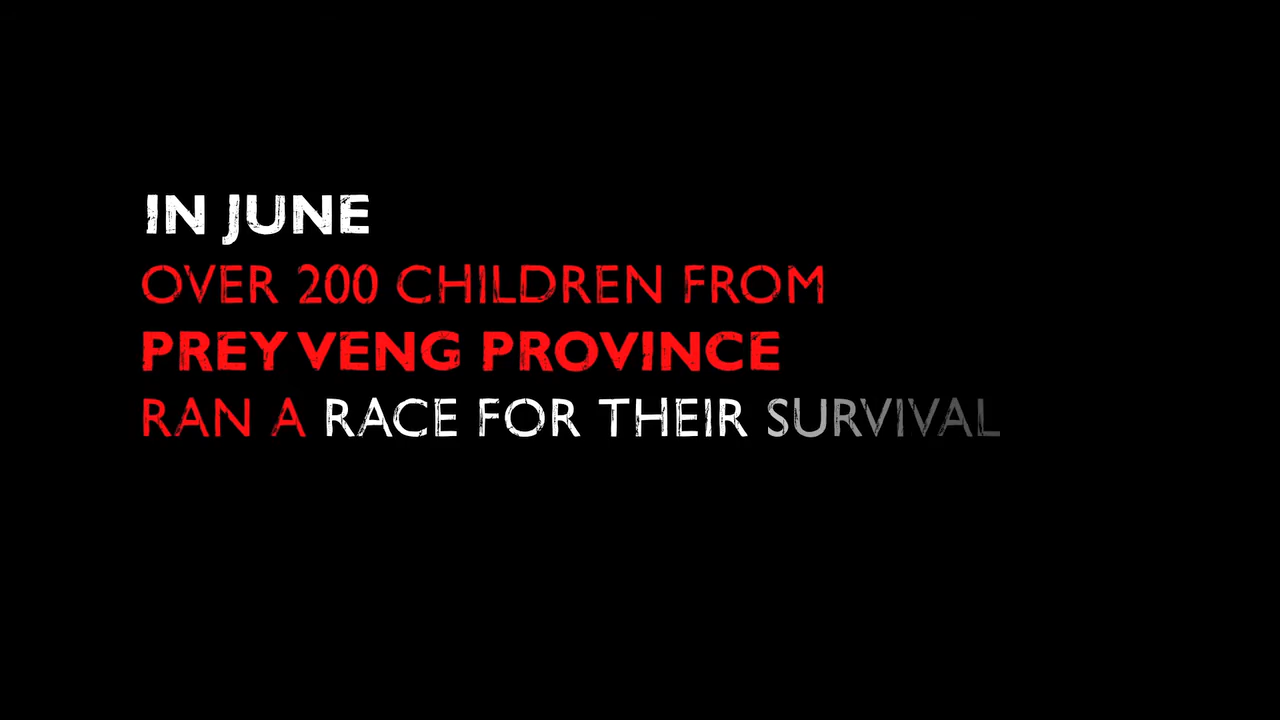 IN JUNE
OVER 200 CHILDREN FROM
PREY VENG PROVINCE
RAN A RACE FOR THEIR SURVIVAL